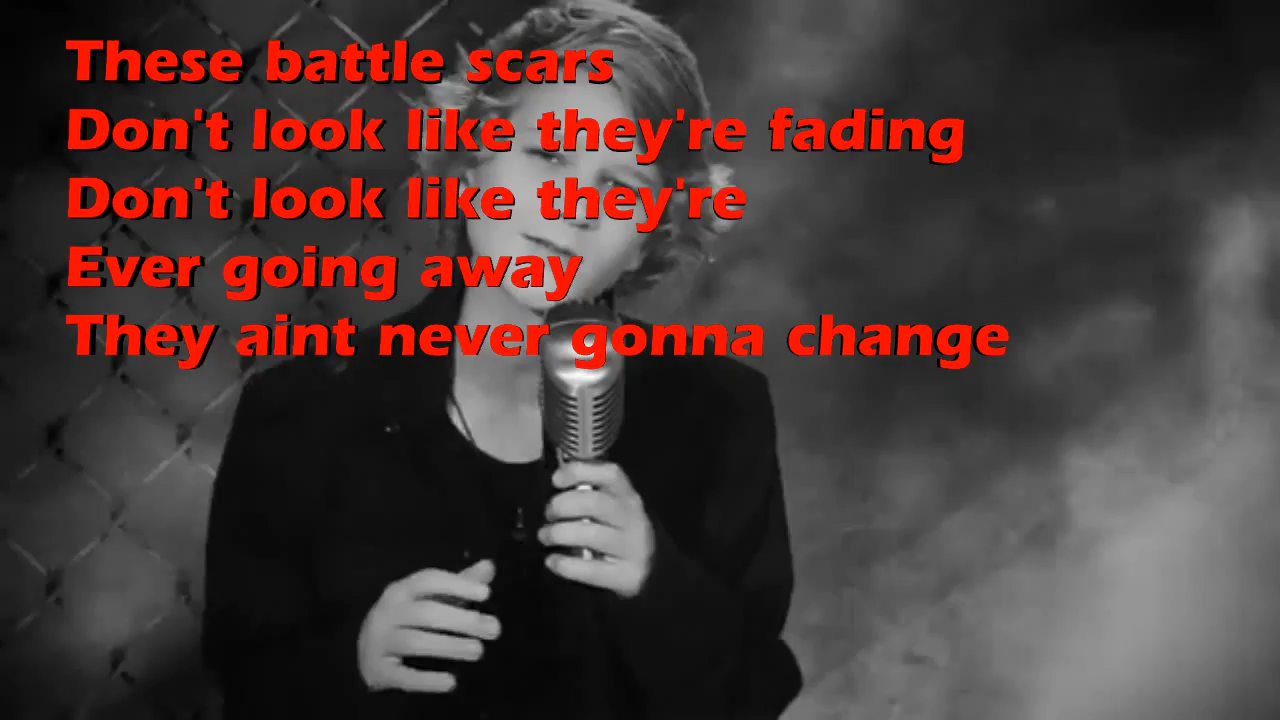 These battle scars
Don't look like they're fading
Don't look like they're
Ever going away
They aint never gonna change